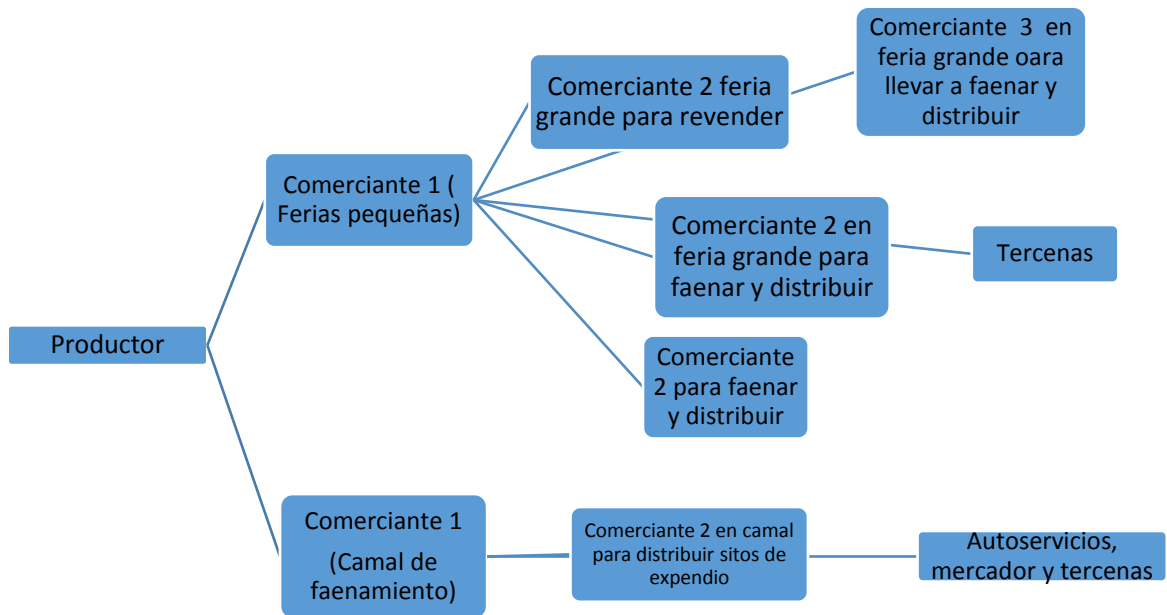 Productor
Comerciante 1 (
Ferias pequeñas)
Comerciante 2 feria
grande para revender
Comerciante 3 en
feria grande oara
llevar a faenar y
distribuir
Comerciante 2 en
feria grande para
faenar y distribuir
Tercenas
Comerciante
2 para faenar
y distribuir
Comerciante 1
(Camal de
faenamiento)
Comerciante 2 en camal
para distribuir sitos de
expendio
Autoservicios,
mercador y tercenas